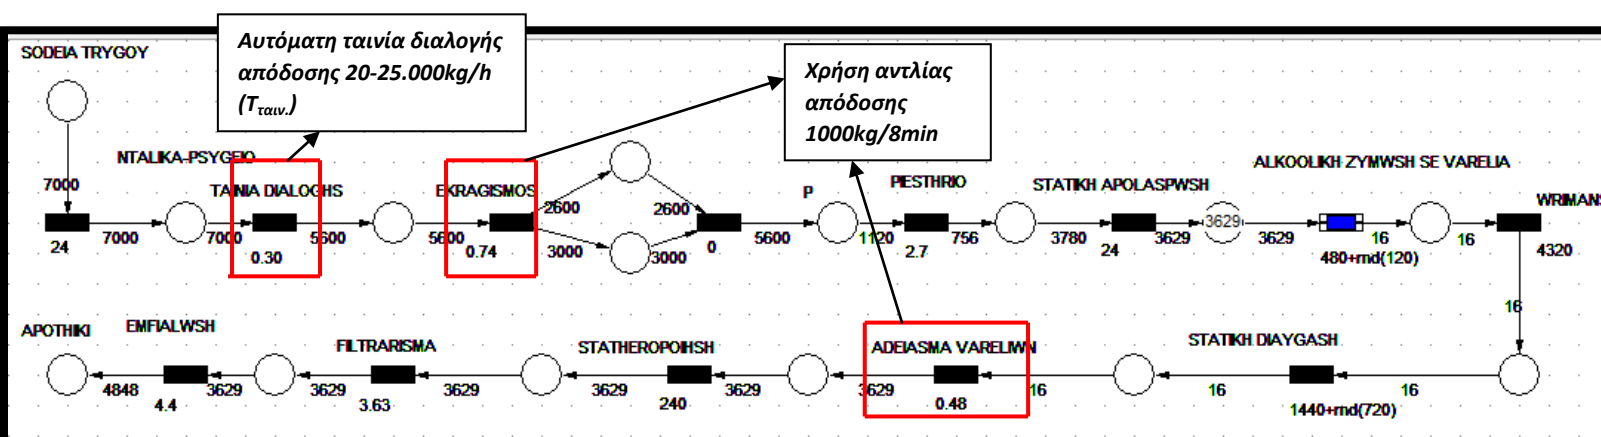 SODEIA TRYGOY
Αυτόματη ταινία διαλογής
απόδοσης 20-25.000kg/h
(Τταιν.)
Χρήση αντλίας
απόδοσης
1000kg/8min
NTALIKA-PSYGEIO
TAINIA DIALOGHS
EKRAGISMOS
P
PIESTHRIO
STATIKH APOLASPWSH
ALKOOLIKH ZYMWSH SE VARELIA
WRIMANS
7000
24
7000
7000
0.30
5600
5600
0.74
2600
3000
2600
3000
0
5600
1120
2.7
756
3780
24
3629
3629
3629
480+rnd(120)
16
16
4320
16
APOTHIKI
EMFIALWSH
FILTRARISMA
STATHEROPOIHSH
ADEIASMA VARELIWN
STATIKH DIAYGASH
4848
4.4
3629
3629
3.63
3629
3629
240
3629
3629
0.48
16
16
1440+rnd(720)
16